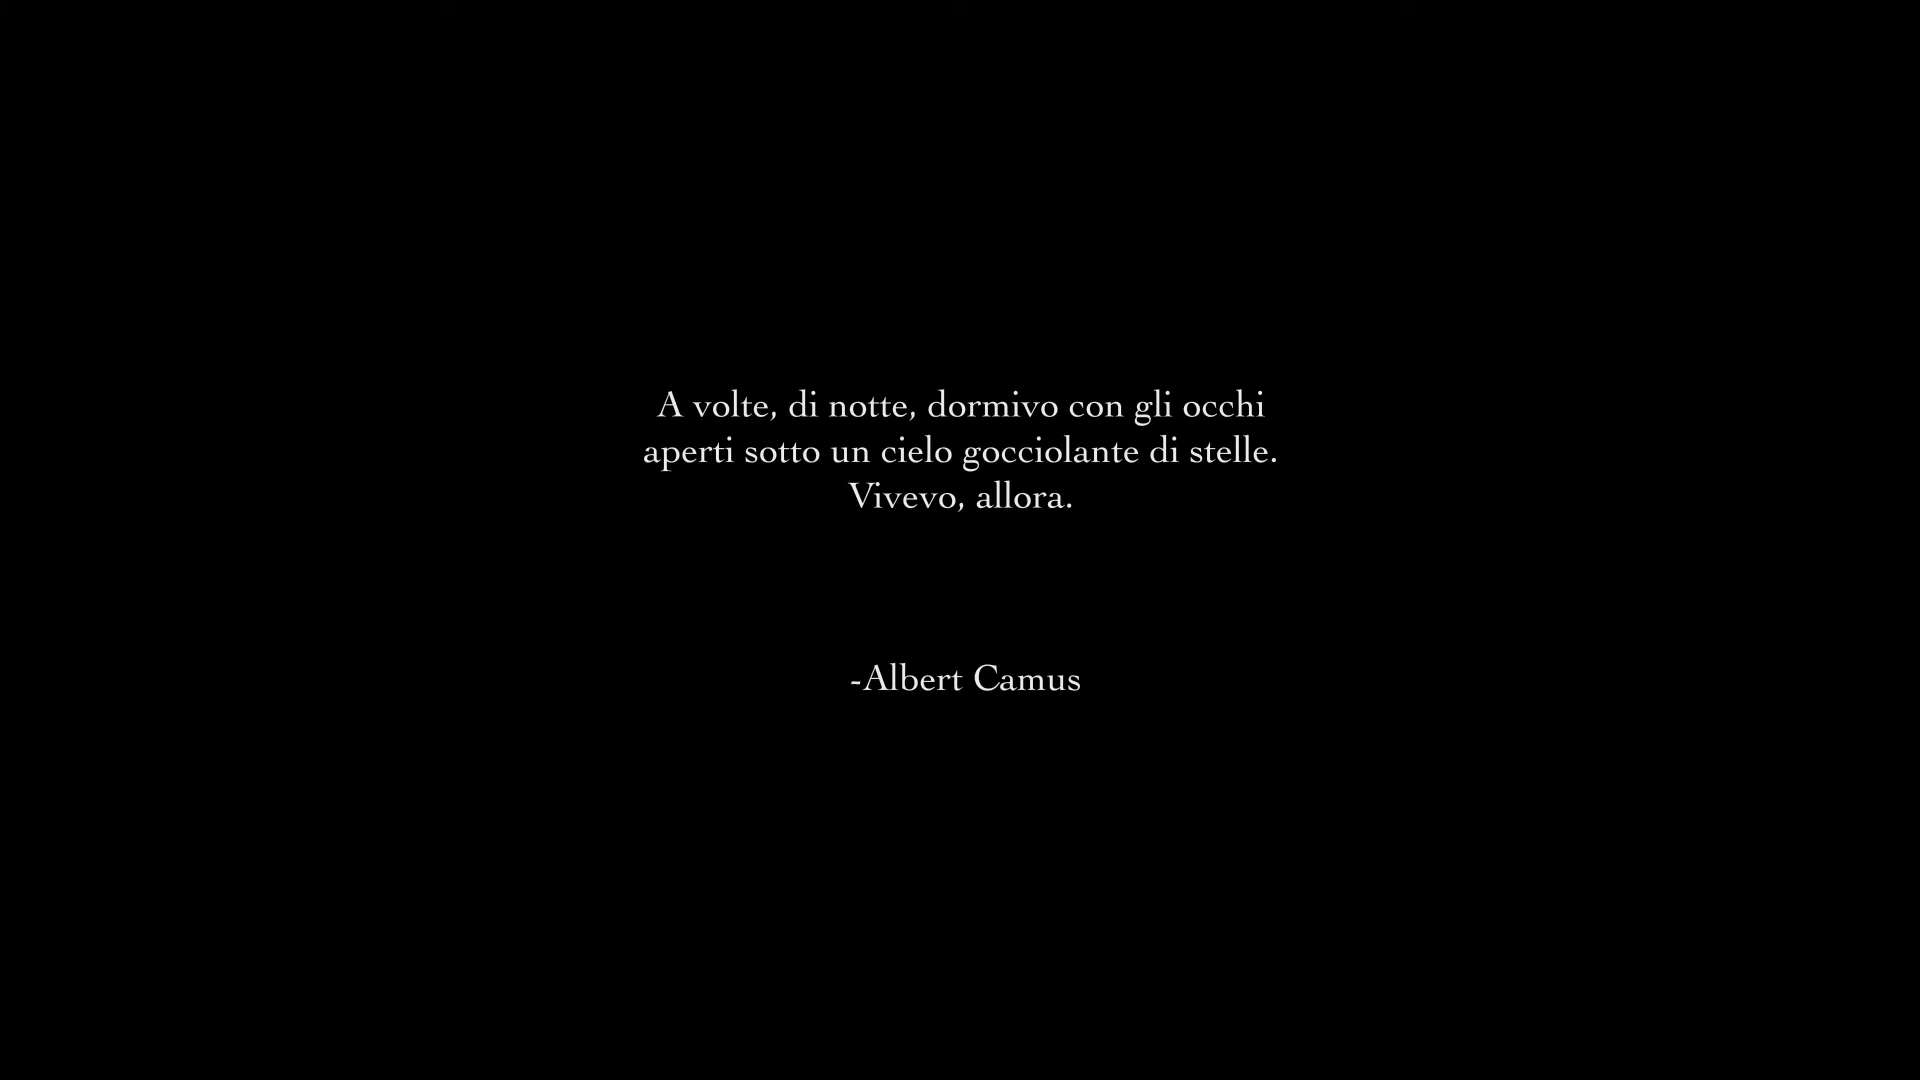 A volte, di notte, dormivo con gli occhi
aperti sotto un cielo gocciolante di stelle.
Vivevo, allora.
-Albert Camus